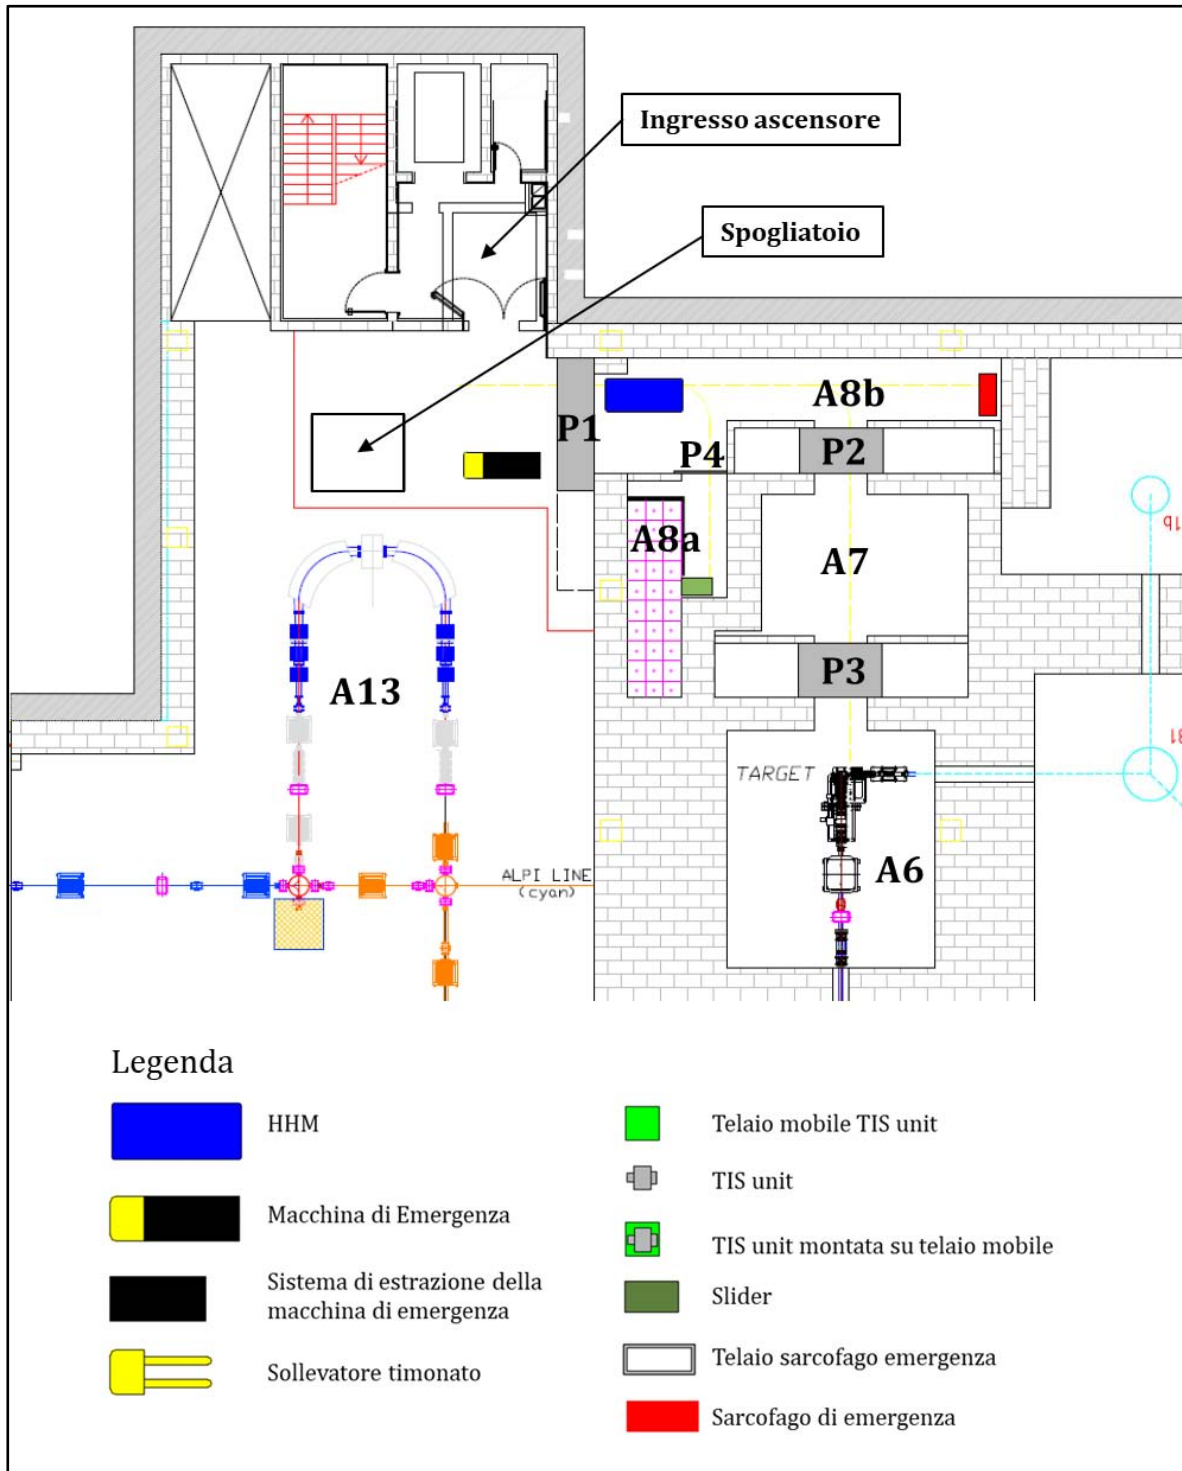 Ingresso ascensore
Spogliatoio
A8b
P1
P4
P2
A8a
A7
1b
P3
A13
TARGET
B1
A6
ALPI LINE
(cyan)
Legenda
HHM
Macchina di Emergenza
Sistema di estrazione della
macchina di emergenza
Sollevatore timonato
Telaio mobile TIS unit
TIS unit
TIS unit montata su telaio mobile
Slider
Telaio sarcofago emergenza
Sarcofago di emergenza